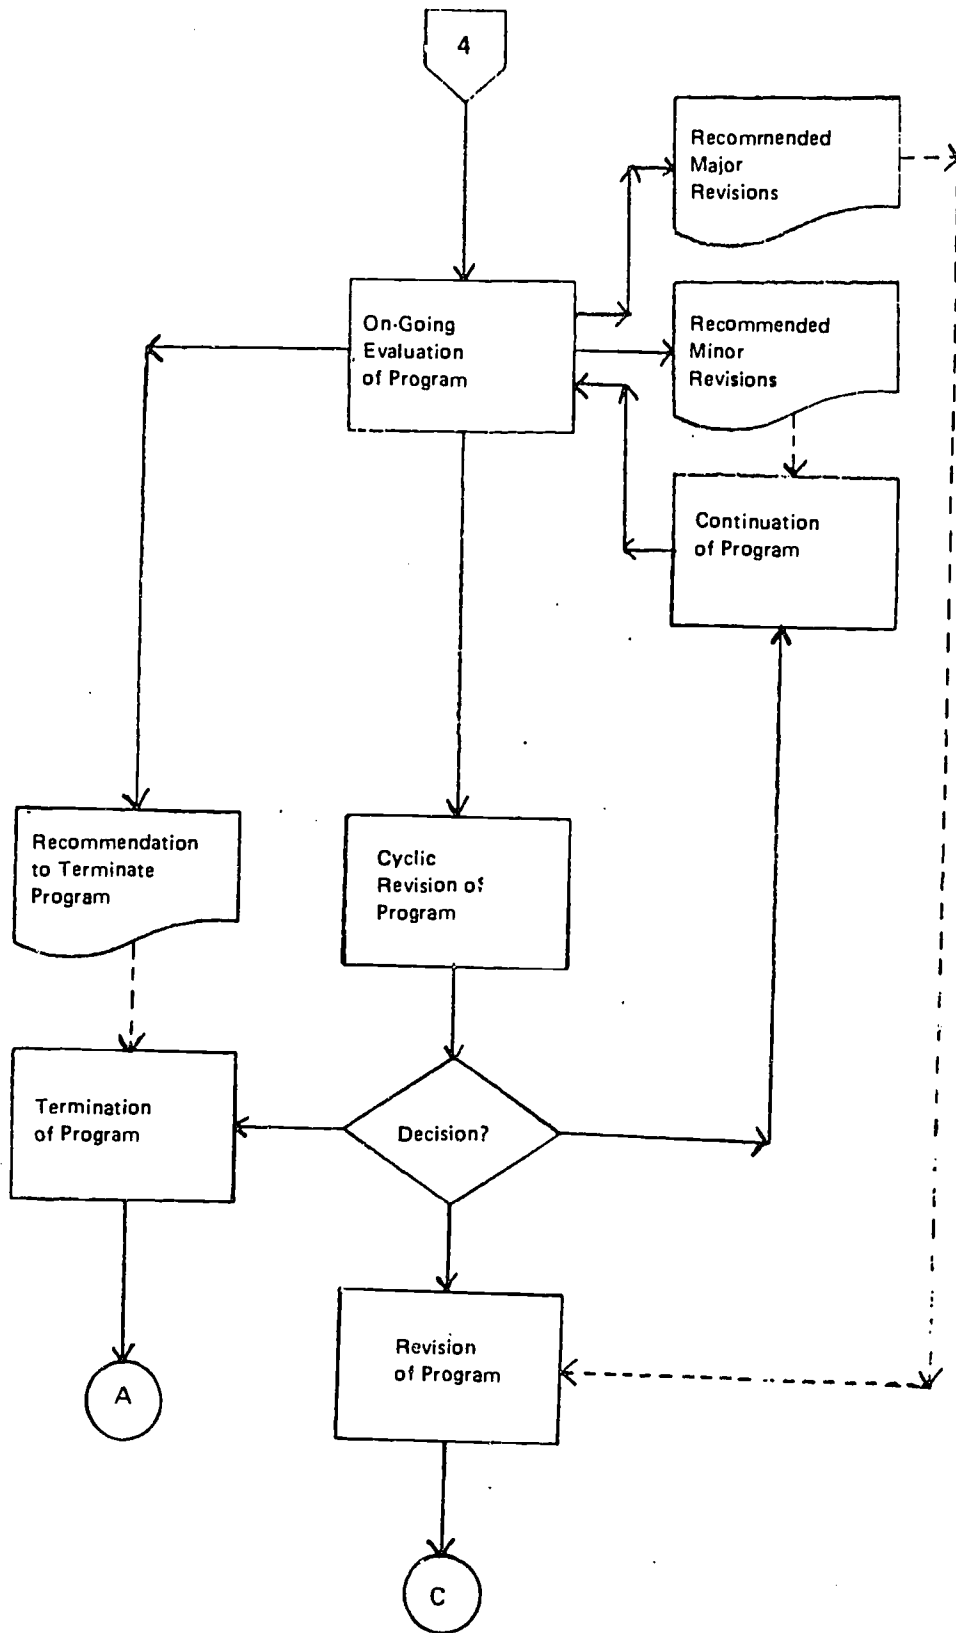 4
Recommended
Major
Revisions
On-Going
Evaluation
of Program
Recommended
Minor
Revisions
Continuation
of Program
Recommendation
to Terminate
Program
Cyclic
Revision of
Program
Termination
of Program
Decision?
Revision
of Program
A
C